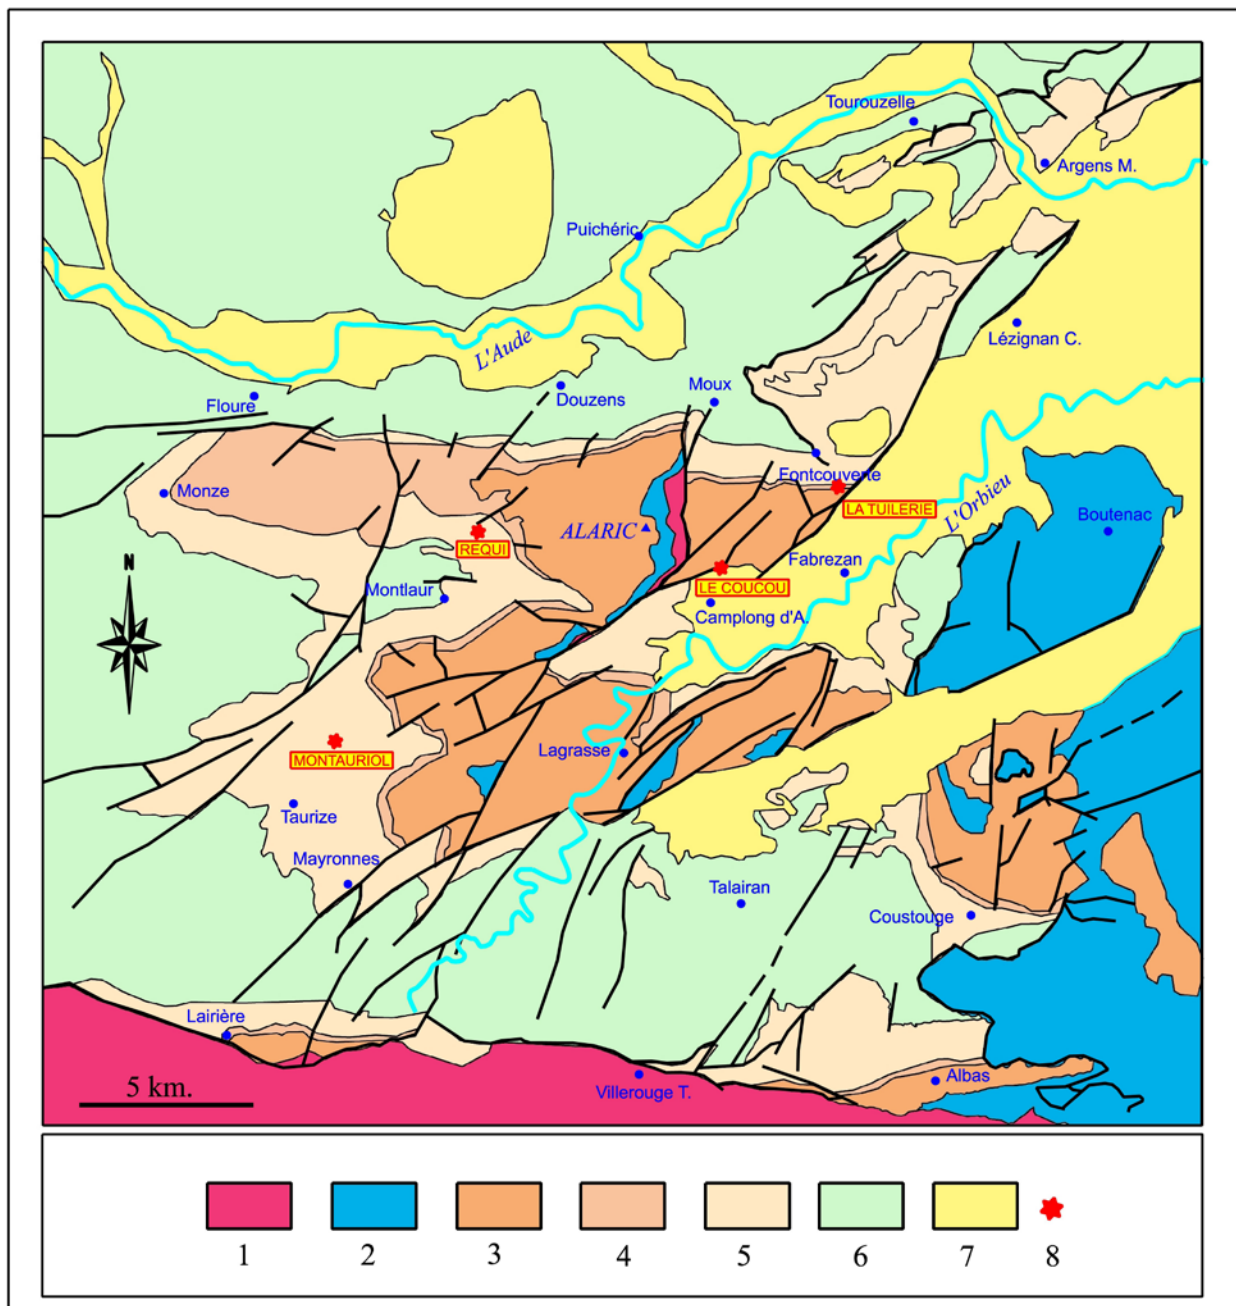 Tourouzelle
Argens M.
Puichéric
L'Aude
Lézignan C.
Floure
Douzens
Moux
Monze
Fontcouverte
LA TUILERIE
L'Orbieu
Boutenac
ALARIC
REQUI
N
Montlaur
LE COUCOU
Fabrezan
Camplong d'A.
MONTAURIOL
Lagrasse
Taurize
Mayronnes
Talairan
Coustouge
Lairière
5 km.
Villerouge T.
Albas
1 2 3 4 5 6 7 8